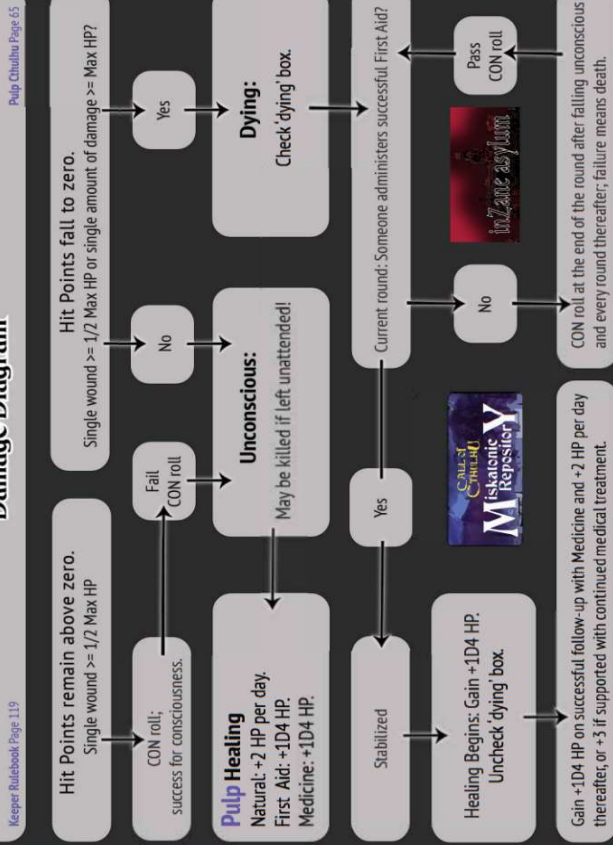 Keeper Rulebook Page 119
Damage Diagram
Pulp Cthulhu Page 65
Hit Points remain above zero.
Single wound >= 1/2 Max HP
Hit Points fall to zero.
Single wound >= 1/2 Max HP or single amount of damage >= Max HP?
CON roll;
success for consciousness.
Fail
CON roll
No
Yes
Pulp Healing
Natural: +2 HP per day.
First Aid: +1D4 HP.
Medicine: +1D4 HP.
Unconscious:
May be killed if left unattended!
Dying:
Check 'dying' box.
Stabilized
Yes
Current round: Someone administers successful First Aid?
Healing Begins: Gain +1D4 HP.
Uncheck 'dying' box.
CALL of
CTHULHU
Miskatonic
Repository
No
inZane asylum
Pass
CON roll
Gain +1D4 HP on successful follow-up with Medicine and +2 HP per day
thereafter, or +3 if supported with continued medical treatment.
CON roll at the end of the round after falling unconscious
and every round thereafter; failure means death.